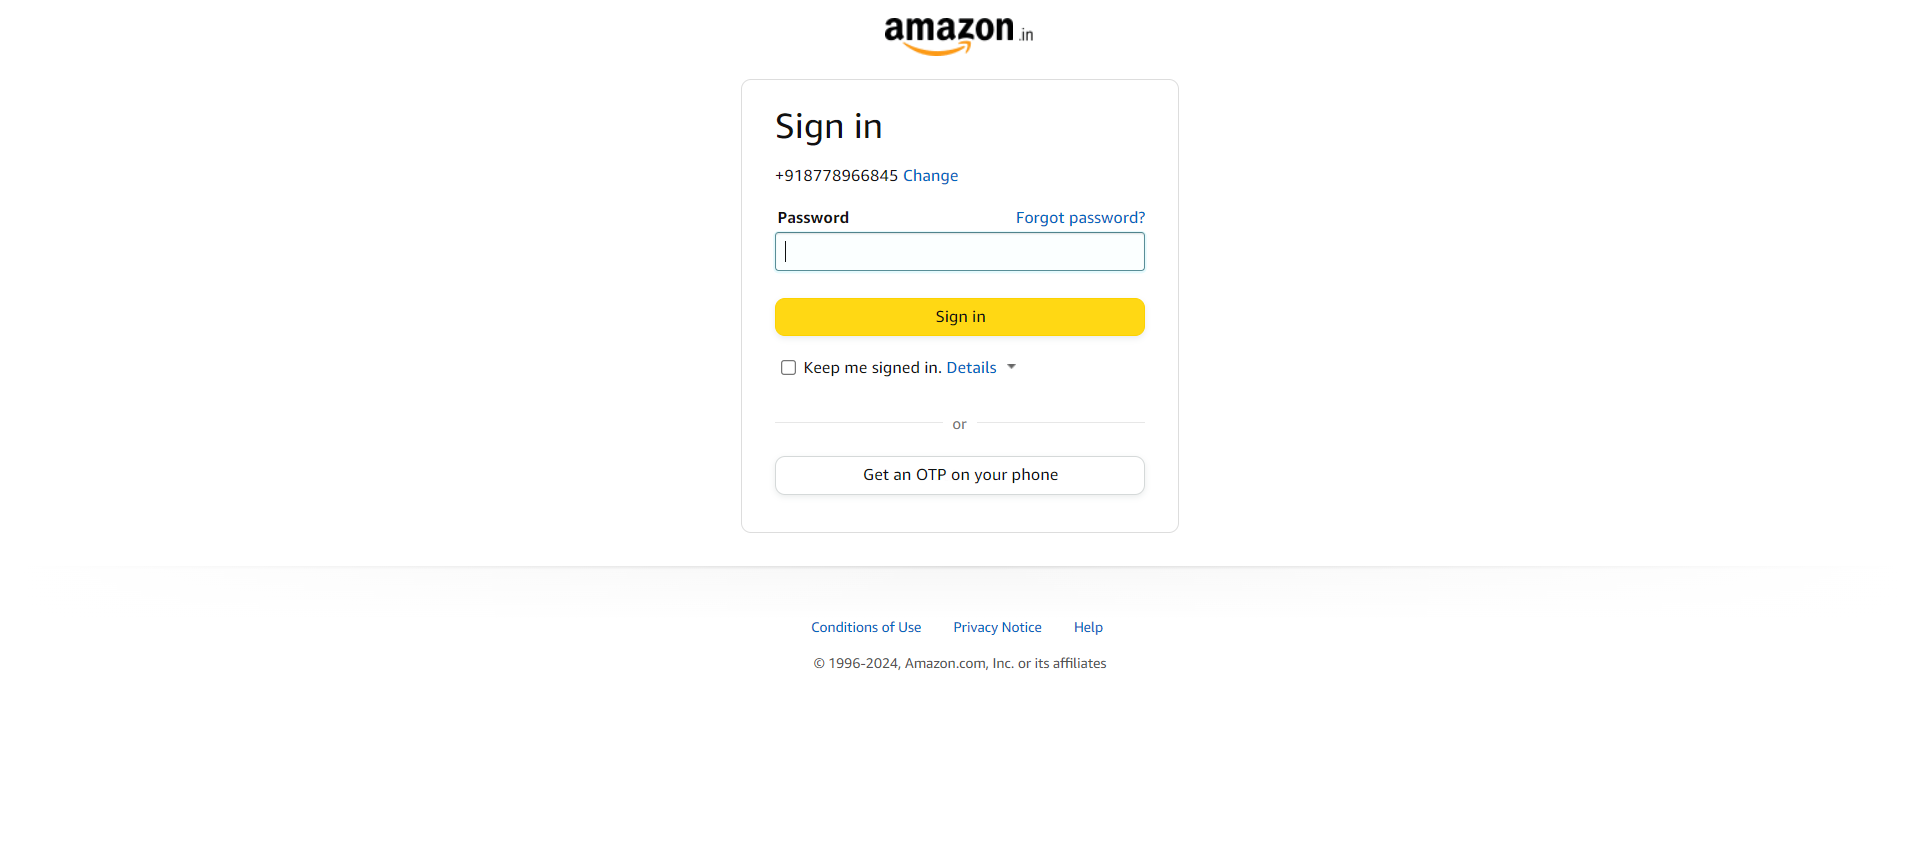 amazon.in
Sign in
+918778966845 Change
Password Forgot password?
Sign in
Keep me signed in. Details
or
Get an OTP on your phone
Conditions of Use Privacy Notice Help
© 1996-2024, Amazon.com, Inc. or its affiliates